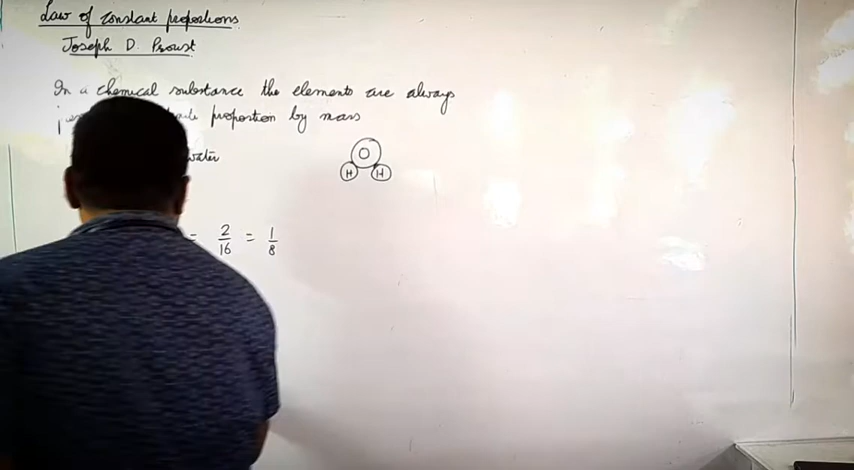 Law of constant proportions
Joseph D. Proust
In a chemical substance the elements are always
proportion by mass
water
O
H H
= 2/16 = 1/8